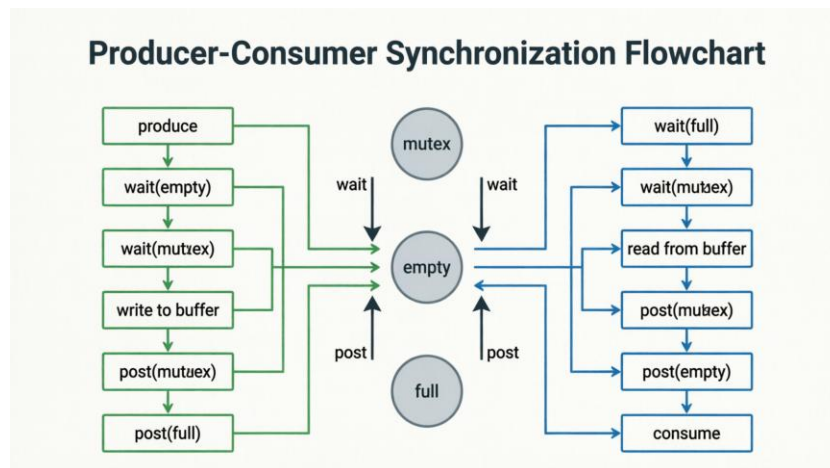 Producer-Consumer Synchronization Flowchart
produce
wait(empty)
write to buffer
post(full)
mutex
wait
wait
empty
post
post
full
wait(full)
read from buffer
post(empty)
consume